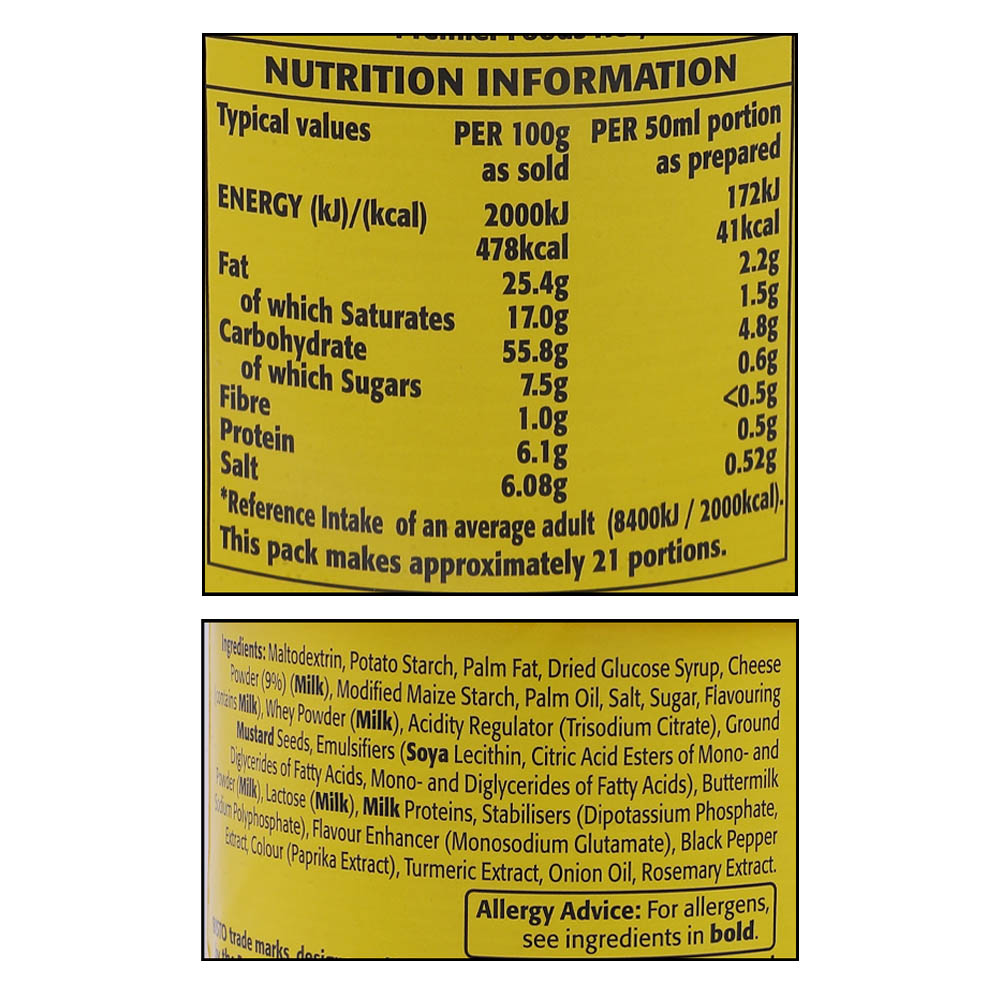 NUTRITION INFORMATION
Typical values PER 100g PER 50ml portion
as sold as prepared
ENERGY (kJ)/(kcal) 2000kJ 172kJ
478kcal 41kcal
Fat 25.4g 2.2g
of which Saturates 17.0g 1.5g
Carbohydrate 55.8g 4.8g
of which Sugars 7.5g 0.6g
Fibre 1.0g <0.5g
Protein 6.1g 0.5g
Salt 6.08g 0.52g
*Reference Intake of an average adult (8400kJ / 2000kcal).
This pack makes approximately 21 portions.
Ingredients: Maltodextrin, Potato Starch, Palm Fat, Dried Glucose Syrup, Cheese
Powder (9%) (Milk), Modified Maize Starch, Palm Oil, Salt, Sugar, Flavouring
(contains Milk), Whey Powder (Milk), Acidity Regulator (Trisodium Citrate), Ground
Mustard Seeds, Emulsifiers (Soya Lecithin, Citric Acid Esters of Mono- and
Diglycerides of Fatty Acids, Mono- and Diglycerides of Fatty Acids), Buttermilk
Powder (Milk), Lactose (Milk), Milk Proteins, Stabilisers (Dipotassium Phosphate,
Sodium Polyphosphate), Flavour Enhancer (Monosodium Glutamate), Black Pepper
Extract, Colour (Paprika Extract), Turmeric Extract, Onion Oil, Rosemary Extract.
Allergy Advice: For allergens,
see ingredients in bold.
trade marks,